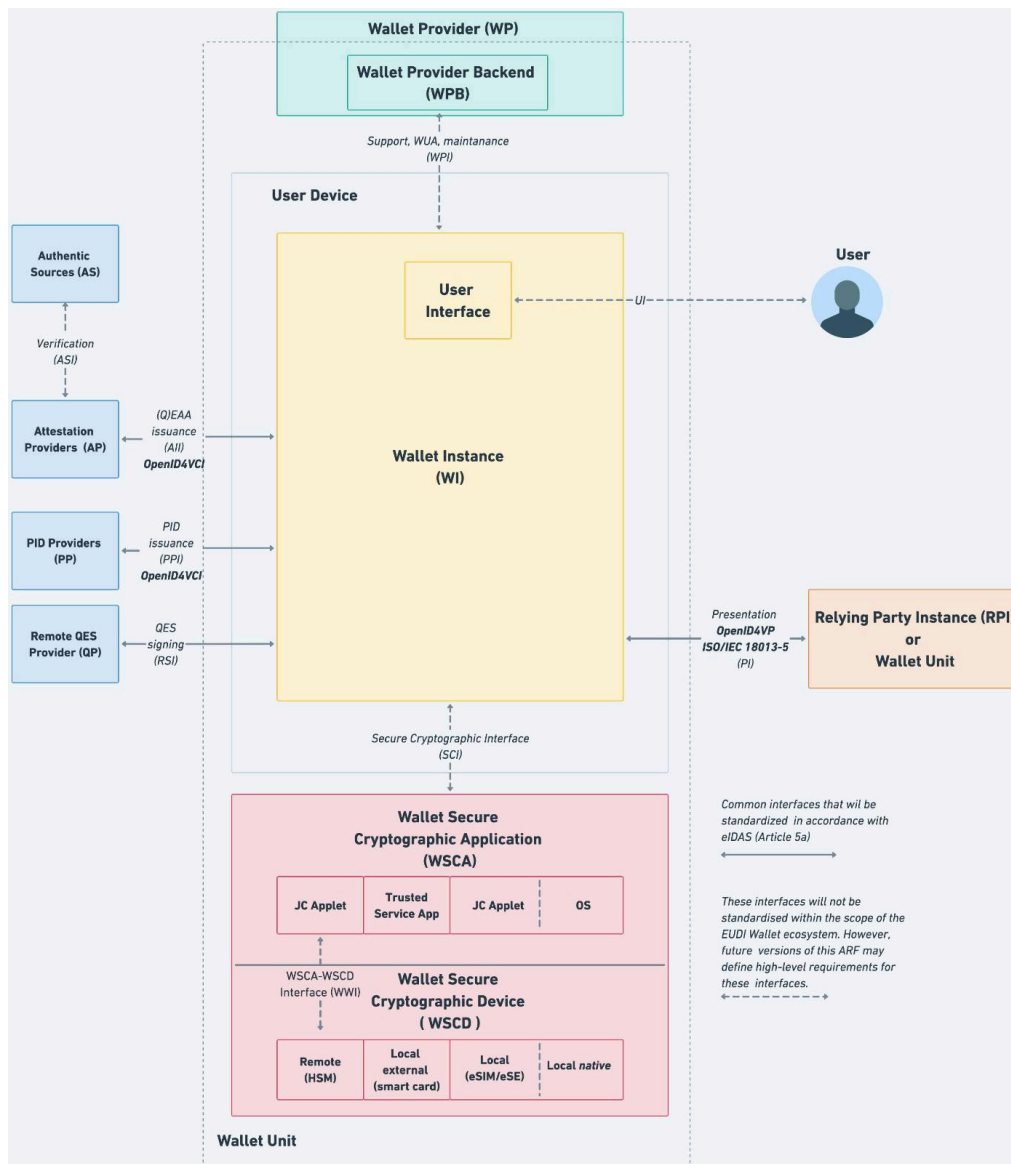 Wallet Provider (WP)
Wallet Provider Backend
(WPB)
Support, WUA, maintanance
(WPI)
User Device
Authentic
Sources (AS)
User
Interface
UI
User
Verification
(ASI)
Attestation
Providers (AP)
(Q)EAA
issuance
(AII)
OpenID4VCI
Wallet Instance
(WI)
PID Providers
(PP)
PID
issuance
(PPI)
OpenID4VCI
Remote QES
Provider (QP)
QES
signing
(RSI)
Presentation
OpenID4VP
ISO/IEC 18013-5
(PI)
Relying Party Instance (RPI
or
Wallet Unit
Secure Cryptographic Interface
(SCI)
Wallet Secure
Cryptographic Application
(WSCA)
JC Applet
Trusted
Service App
JC Applet
OS
WSCA-WSCD
Interface (WWI)
Wallet Secure
Cryptographic Device
( WSCD )
Remote
(HSM)
Local
external
(smart card)
Local
(eSIM/eSE)
Local native
Wallet Unit
Common interfaces that wil be
standardized in accordance with
eIDAS (Article 5a)
These interfaces will not be
standardised within the scope of the
EUDI Wallet ecosystem. However,
future versions of this ARF may
define high-level requirements for
these interfaces.